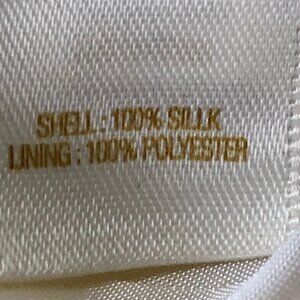 SHELL : 100% SILLK
LINING : 100% POLYESTER